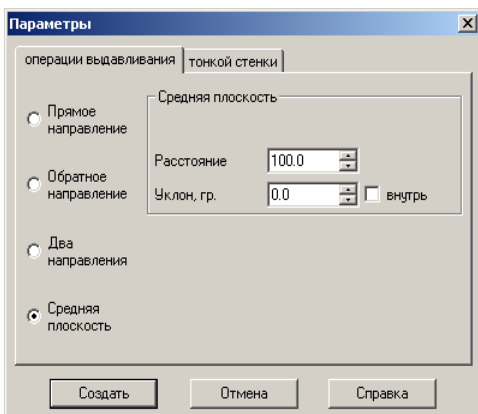 Параметры
операции выдавливания
тонкой стенки
Прямое
направление
Обратное
направление
Два
направления
Средняя
плоскость
Средняя плоскость
Расстояние 100.0
Уклон, гр. 0.0 внутрь
Создать Отмена Справка